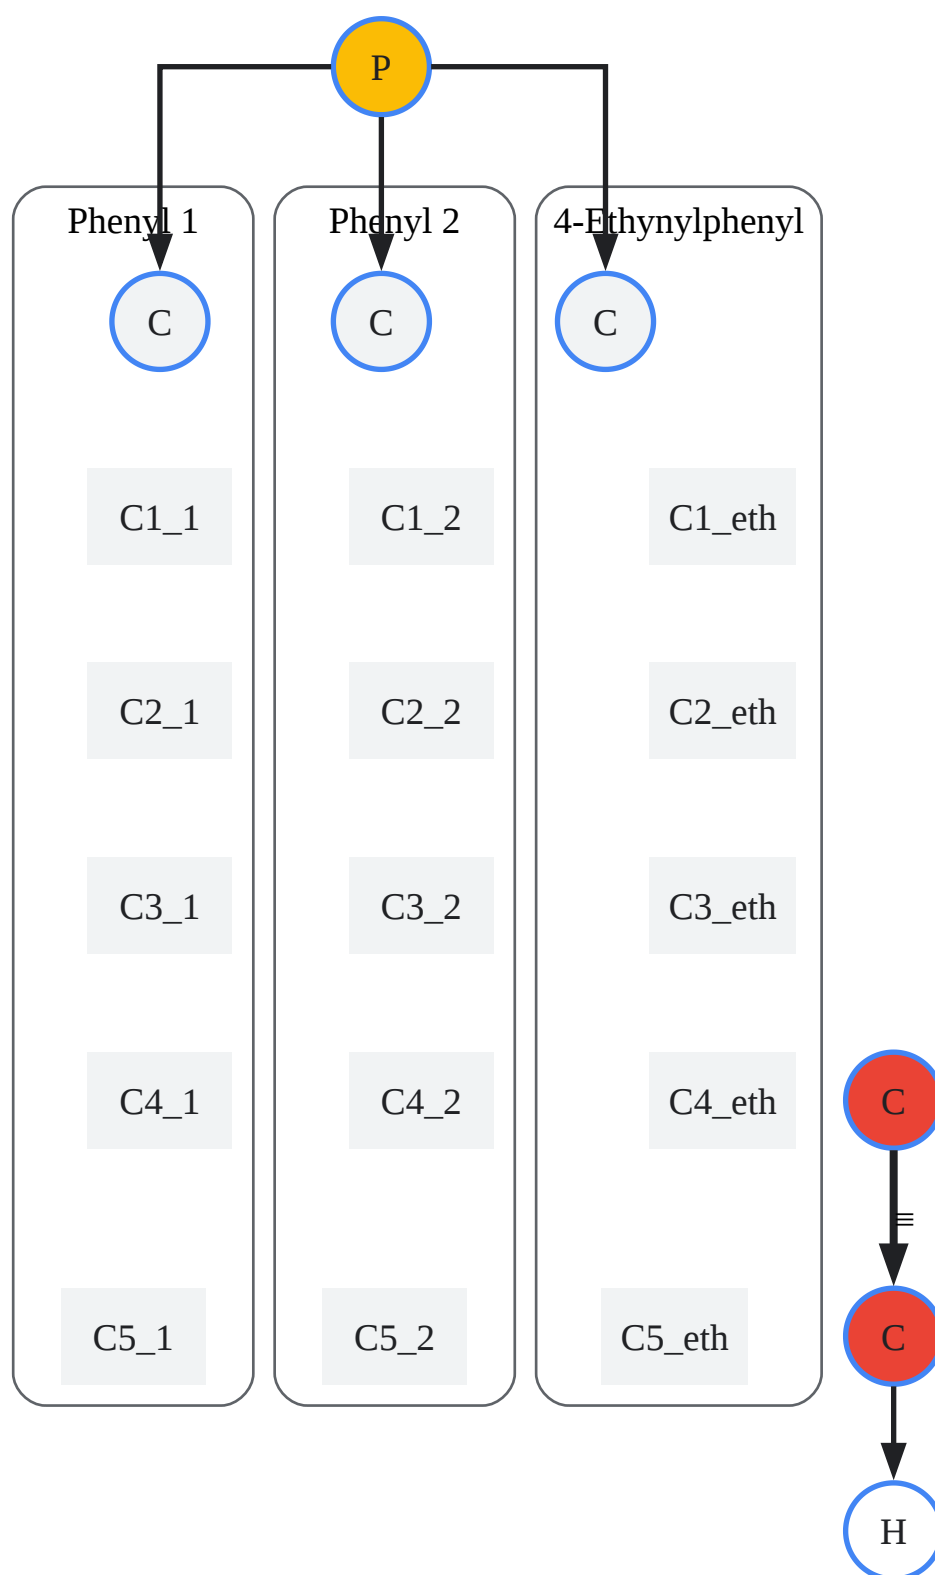 P
Phenyl 1
Phenyl 2
4-Ethynylphenyl
C
C
C
C1_1
C1_2
C1_eth
C2_1
C2_2
C2_eth
C3_1
C3_2
C3_eth
C4_1
C4_2
C4_eth
C
≡
C5_1
C5_2
C5_eth
C
H